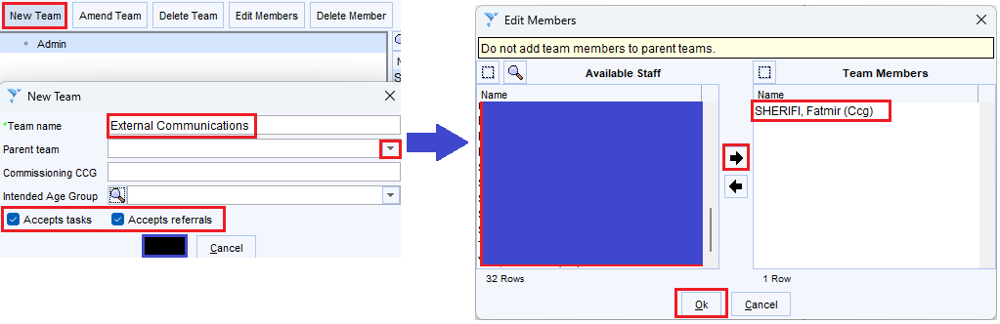 New Team Amend Team Delete Team Edit Members Delete Member
Admin
New Team
*Team name External Communications
Parent team
Commissioning CCG
Intended Age Group
Accepts tasks Accepts referrals
Cancel
Edit Members
Do not add team members to parent teams.
Available Staff
Name
32 Rows
Team Members
Name
SHERIFI, Fatmir (Ccg)
1 Row
Ok Cancel